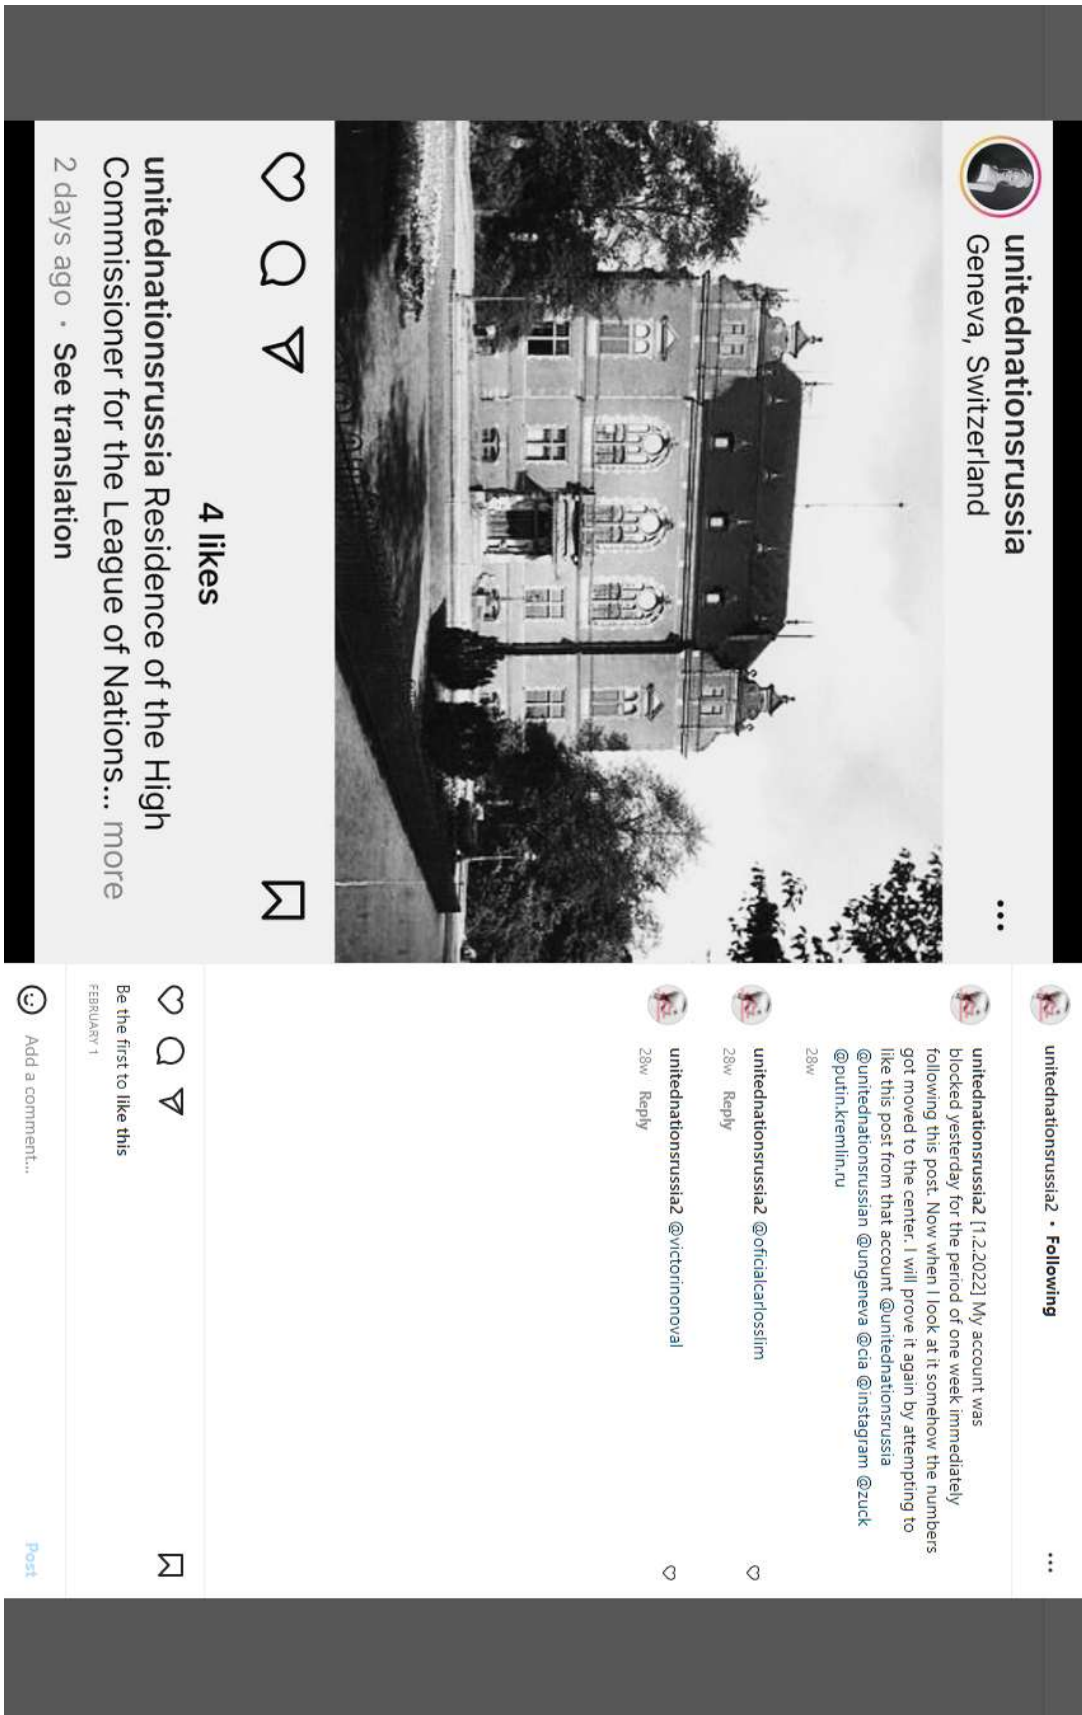 unitednationsrussia
Geneva, Switzerland
4 likes
unitednationsrussia Residence of the High
Commissioner for the League of Nations... more
2 days ago · See translation
unitednationsrussia2 • Following
unitednationsrussia2 [1.2.2022] My account was
blocked yesterday for the period of one week immediately
following this post. Now when I look at it somehow the numbers
got moved to the center. I will prove it again by attempting to
like this post from that account @unitednationsrussia
@unitednationsrussian @ungeneva @cia @instagram @zuck
@putin.kremlin.ru
28w
unitednationsrussia2 @oficialcarlosslim
28w Reply
unitednationsrussia2 @victorinonoval
28w Reply
Be the first to like this
FEBRUARY 1
Add a comment...
Post